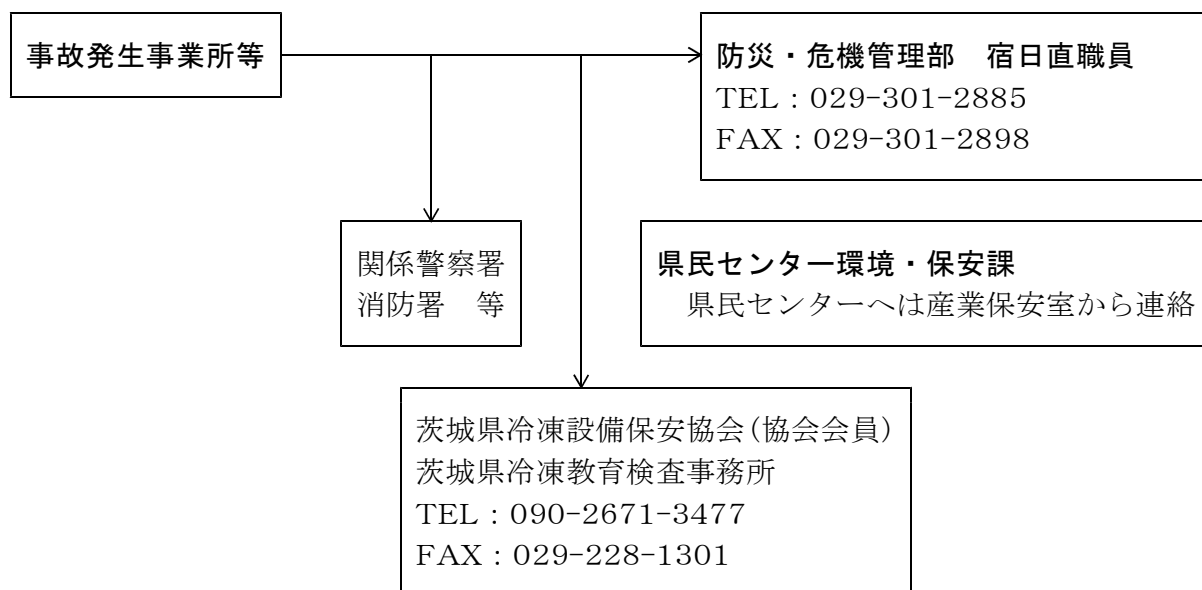 事故発生事業所等
防災・危機管理部　宿日直職員
TEL：029-301-2885
FAX：029-301-2898
関係警察署
消防署　等
県民センター環境・保安課
県民センターへは産業保安室から連絡
茨城県冷凍設備保安協会(協会会員)
茨城県冷凍教育検査事務所
TEL：090-2671-3477
FAX：029-228-1301